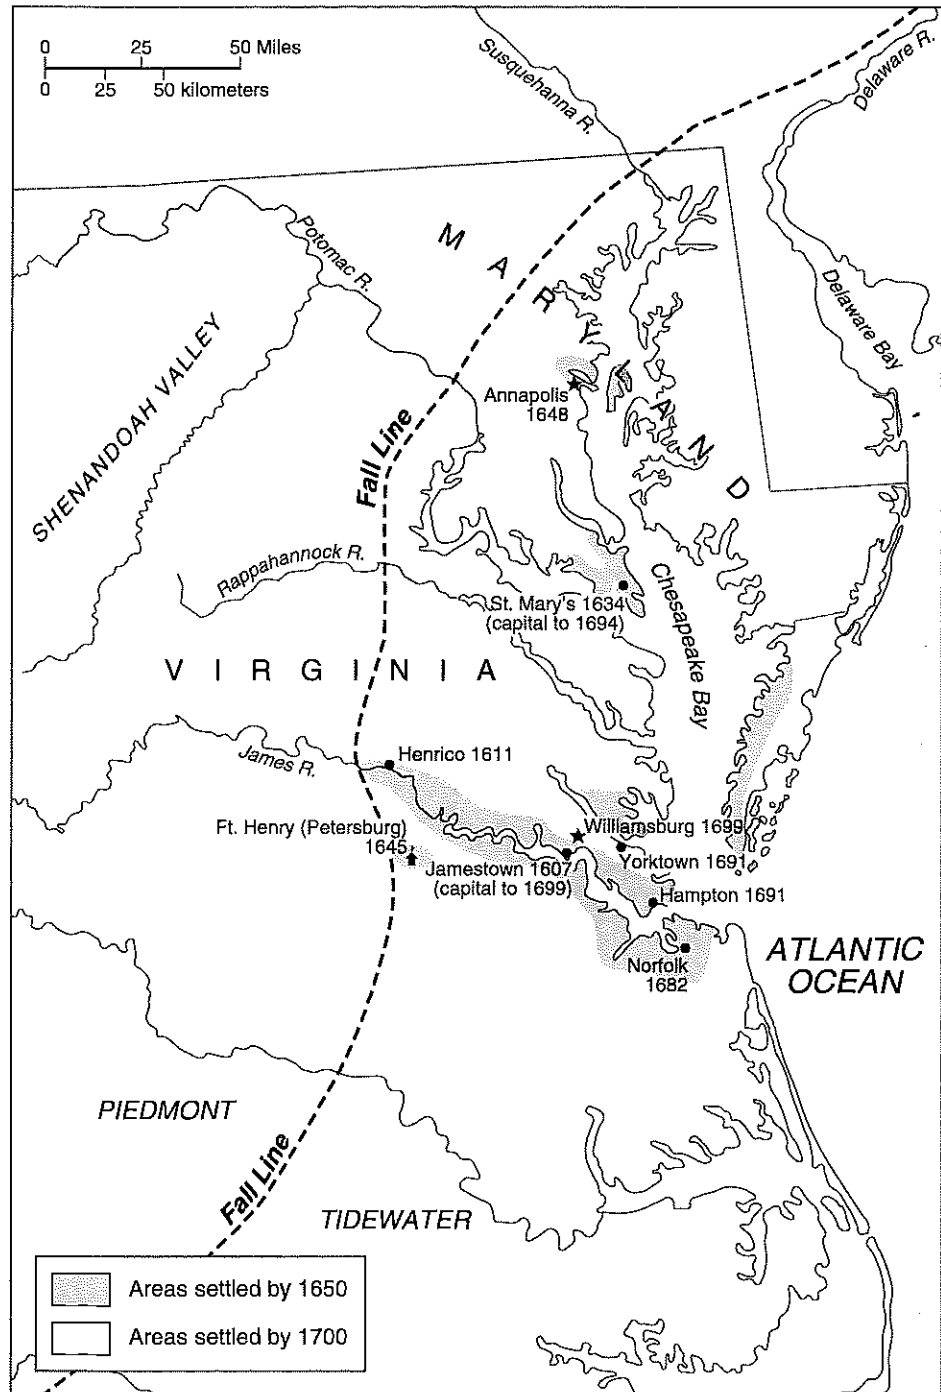 0 25 50 Miles
0 25 50 kilometers
Susquehanna R.
Delaware R.
Potomac R.
MARYLAND
Delaware Bay
SHENANDOAH VALLEY
Annapolis
1648
Fall Line
Rappahannock R.
St. Mary's 1634
(capital to 1694)
Chesapeake Bay
VIRGINIA
James R.
Henrico 1611
Ft. Henry (Petersburg)
1645
Williamsburg 1699
Jamestown 1607
(capital to 1699)
Yorktown 1691
Hampton 1691
Norfolk
1682
ATLANTIC
OCEAN
PIEDMONT
Fall Line
TIDEWATER
Areas settled by 1650
Areas settled by 1700